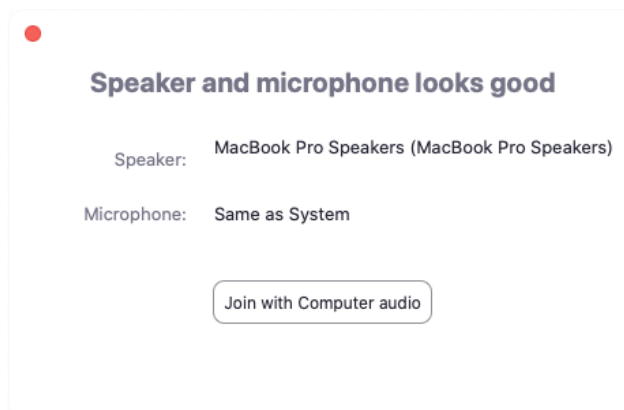 Speaker and microphone looks good
Speaker: MacBook Pro Speakers (MacBook Pro Speakers)
Microphone: Same as System
Join with Computer audio